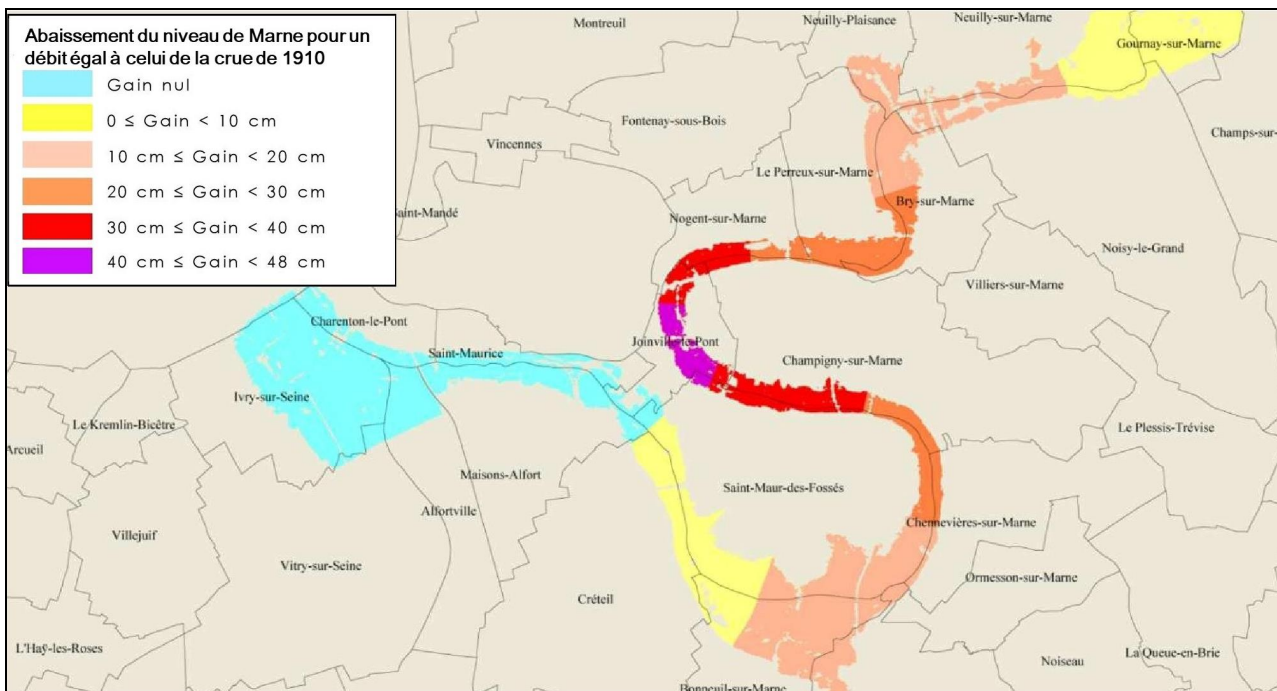 Abaissement du niveau de Marne pour un
débit égal à celui de la crue de 1910
Gain nul
0 ≤ Gain < 10 cm
10 cm ≤ Gain < 20 cm
20 cm ≤ Gain < 30 cm
30 cm ≤ Gain < 40 cm
40 cm ≤ Gain < 48 cm
Montreuil
Neuilly-Plaisance
Neuilly-sur-Marne
Gournay-sur-Marne
Fontenay-sous-Bois
Vincennes
Champs-sur-
Le Perreux-sur-Marne
Bry-sur-Marne
aint-Mandé
Nogent-sur-Marne
Noisy-le-Grand
Villiers-sur-Marne
Charenton-le-Pont
Saint-Maurice
Joinville-le-Pont
Champigny-sur-Marne
Ivry-sur-Seine
Le Kremlin-Bicêtre
Le Plessis-Trévise
Arcueil
Maisons-Alfort
Saint-Maur-des-Fossés
Alfortville
Chennevières-sur-Marne
Villejuif
Vitry-sur-Seine
Ormesson-sur-Marne
Créteil
L'Haÿ-les-Roses
Noiseau
La Queue-en-Brie
Bonneuil-sur-Marne